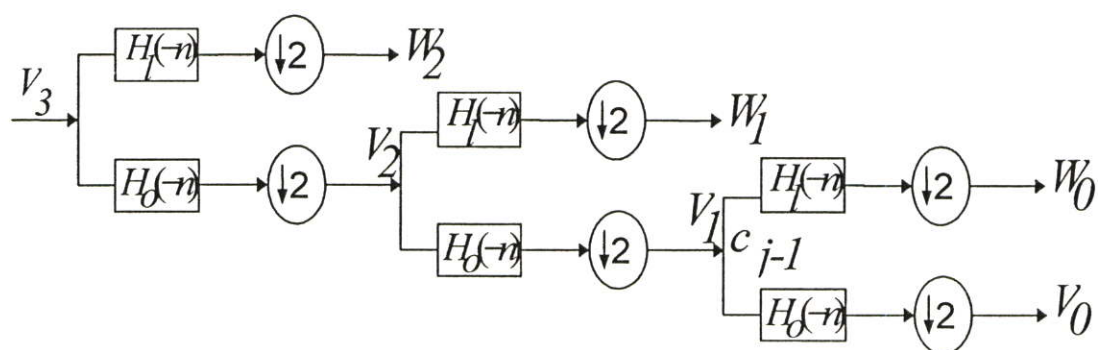 V3 H1(-n) ↓2 W2
H0(-n) ↓2 V2 H1(-n) ↓2 W1
H0(-n) ↓2 V1 H1(-n) ↓2 W0
c j-1
H0(-n) ↓2 V0